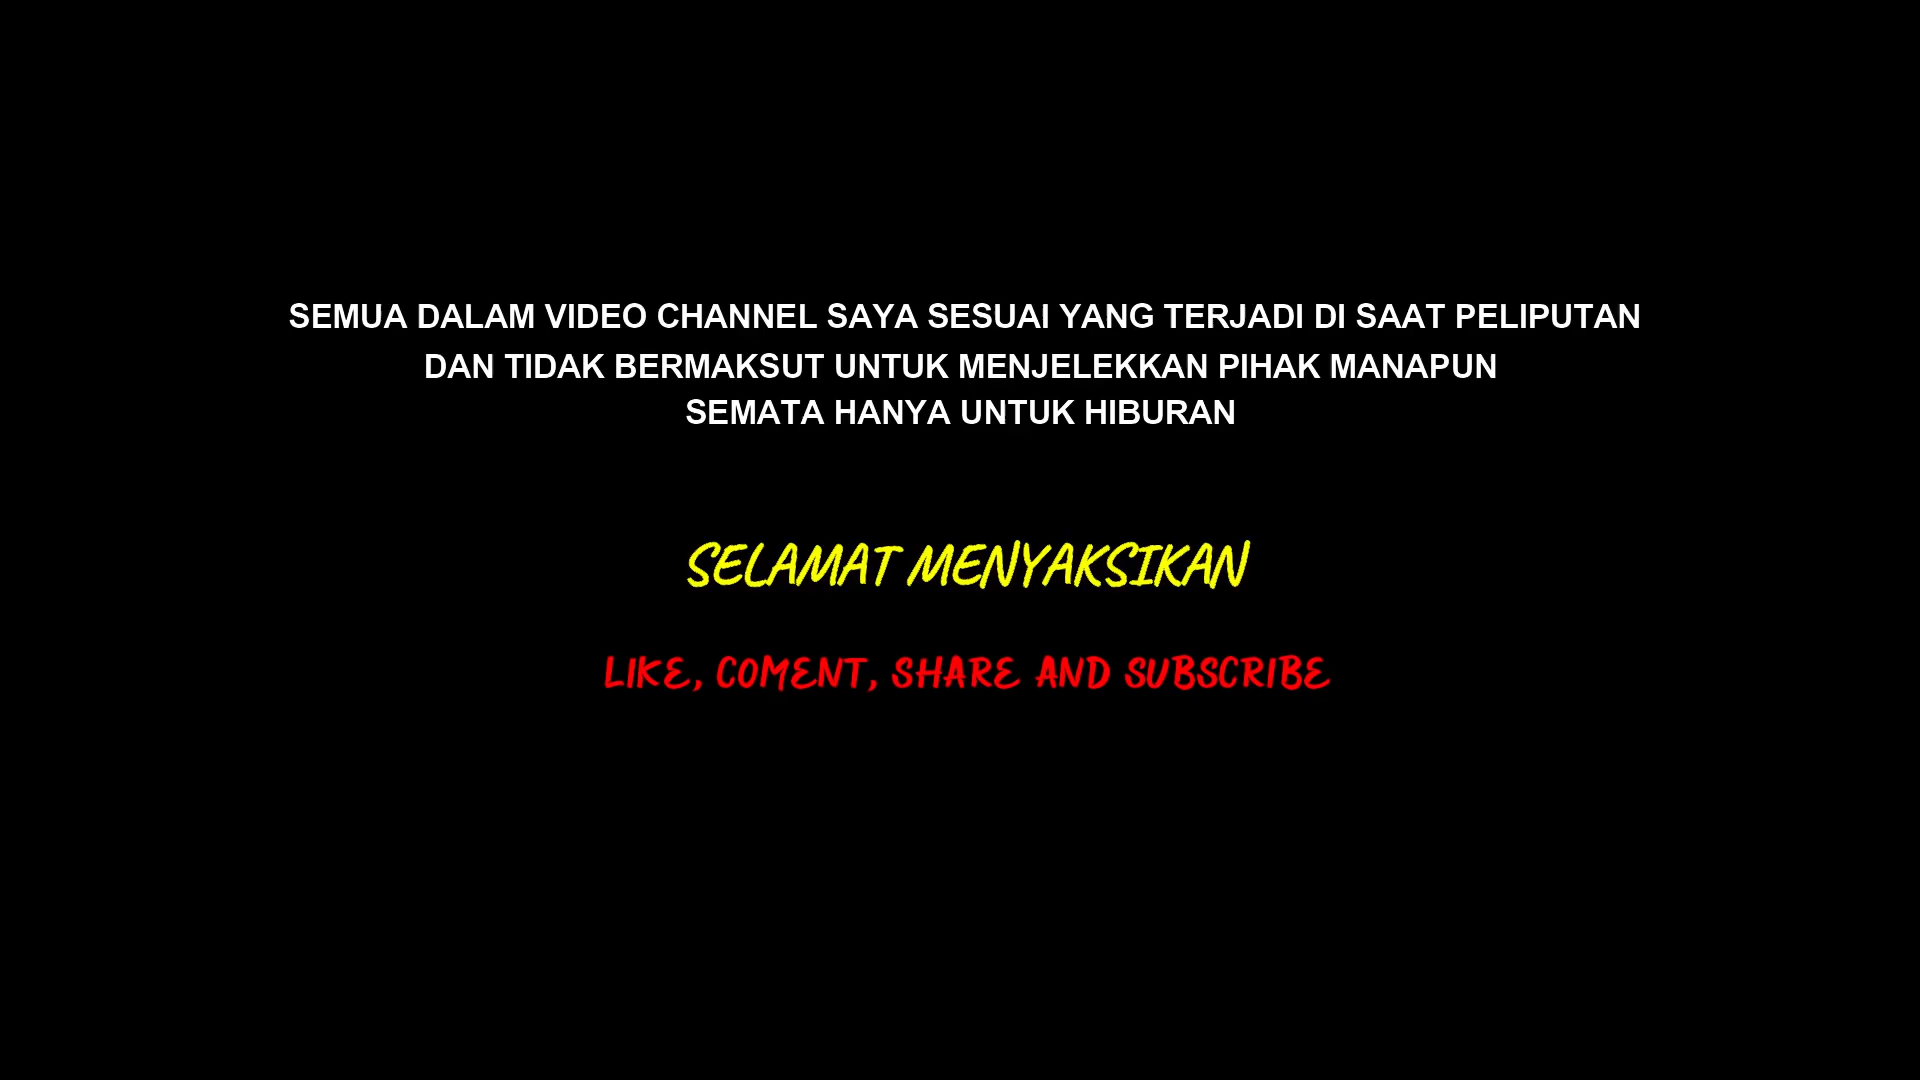 SEMUA DALAM VIDEO CHANNEL SAYA SESUAI YANG TERJADI DI SAAT PELIPUTAN
DAN TIDAK BERMAKSUT UNTUK MENJELEKKAN PIHAK MANAPUN
SEMATA HANYA UNTUK HIBURAN
SELAMAT MENYAKSIKAN
LIKE, COMENT, SHARE AND SUBSCRIBE